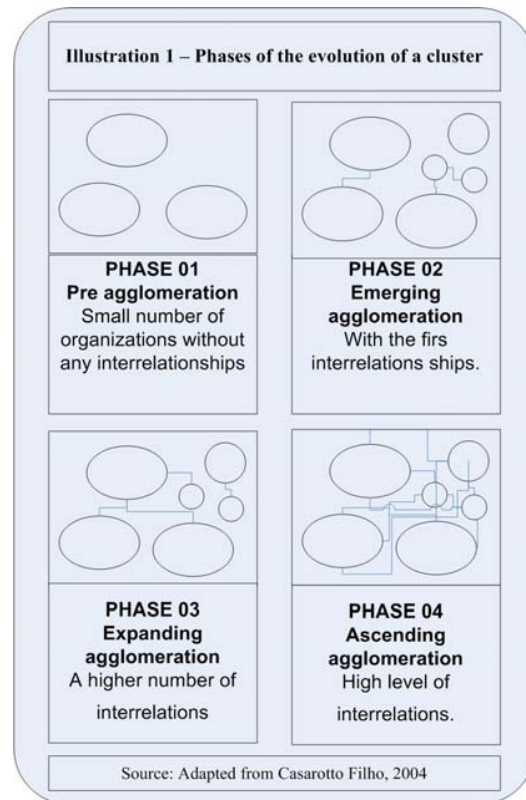 Illustration 1 – Phases of the evolution of a cluster
PHASE 01
Pre agglomeration
Small number of
organizations without
any interrelationships
PHASE 02
Emerging
agglomeration
With the firs
interrelations ships.
PHASE 03
Expanding
agglomeration
A higher number of
interrelations
PHASE 04
Ascending
agglomeration
High level of
interrelations.
Source: Adapted from Casarotto Filho, 2004